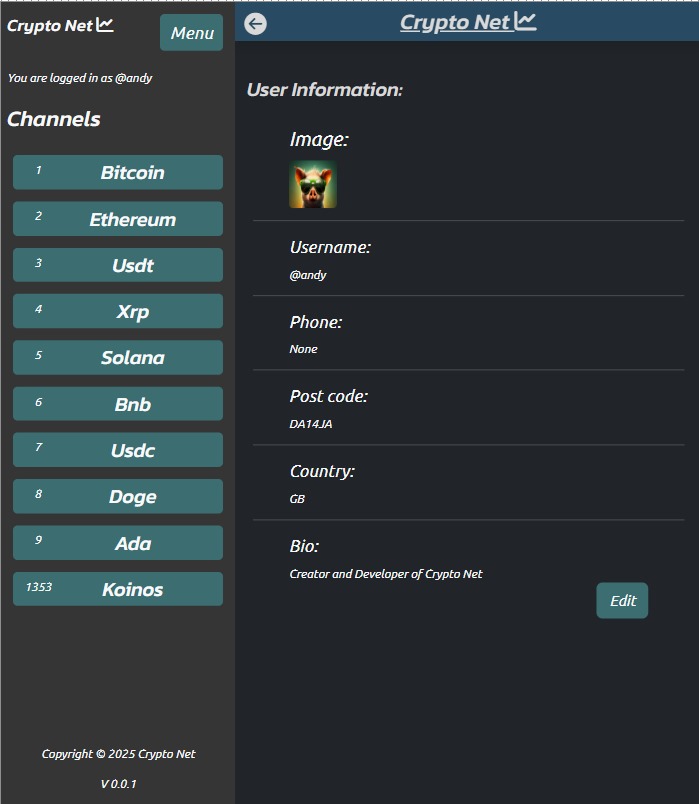 Crypto Net
Menu
You are logged in as @andy
Channels
1 Bitcoin
2 Ethereum
3 Usdt
4 Xrp
5 Solana
6 Bnb
7 Usdc
8 Doge
9 Ada
1353 Koinos
Copyright © 2025 Crypto Net
V 0.0.1
Crypto Net
User Information:
Image:
Username:
@andy
Phone:
None
Post code:
DA14JA
Country:
GB
Bio:
Creator and Developer of Crypto Net
Edit